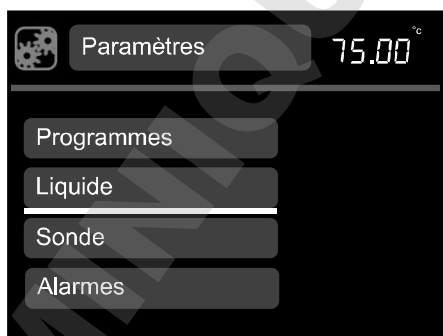 Paramètres 75.00 °c
Programmes
Liquide
Sonde
Alarmes